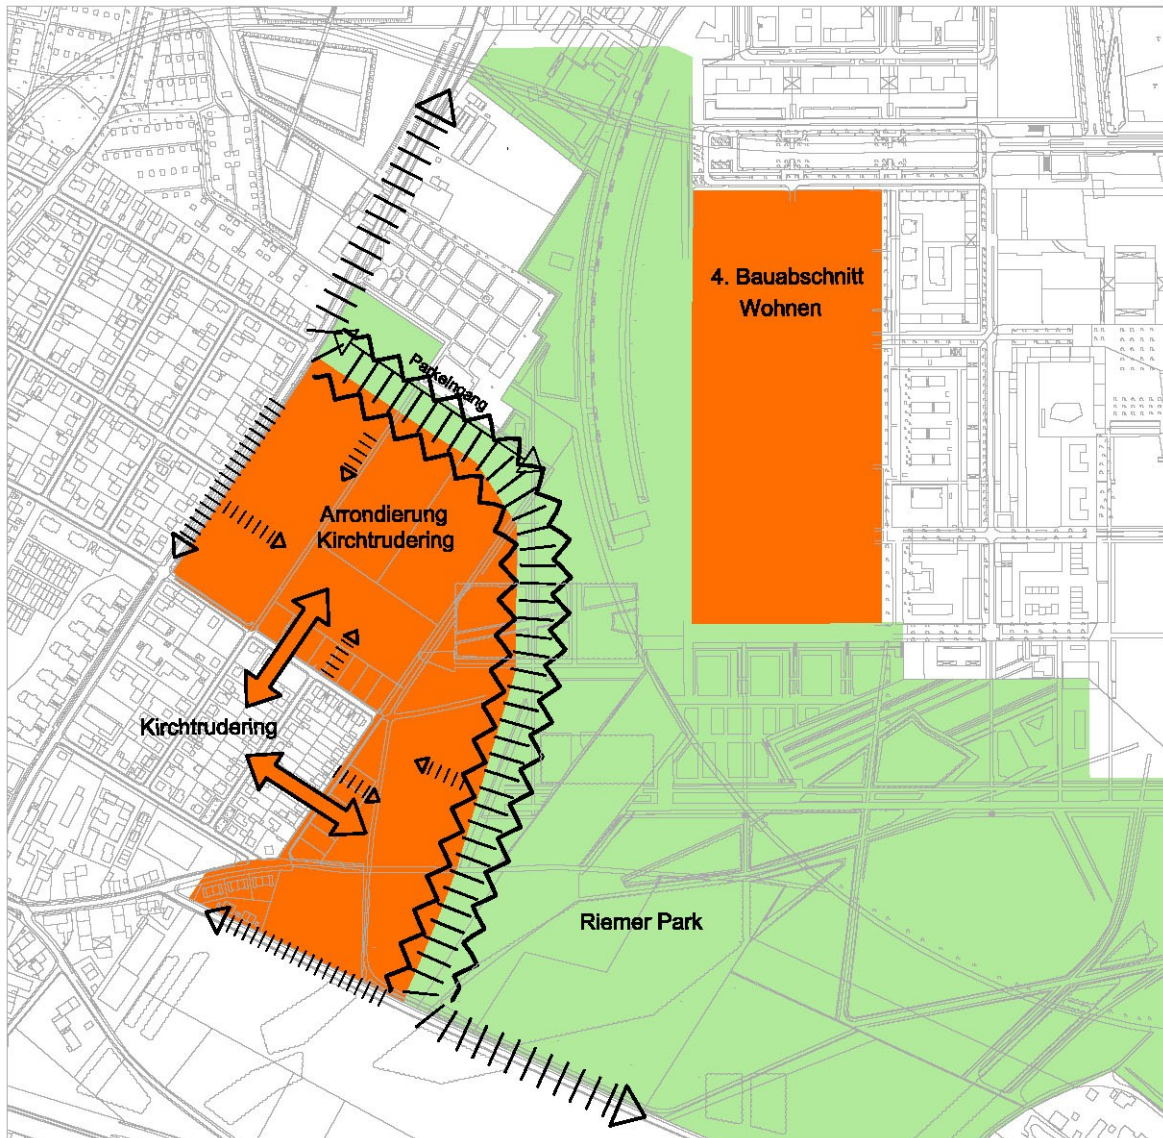 4. Bauabschnitt
Wohnen
Parkeingang
Arrondierung
Kirchtrudering
Kirchtrudering
Riemer Park